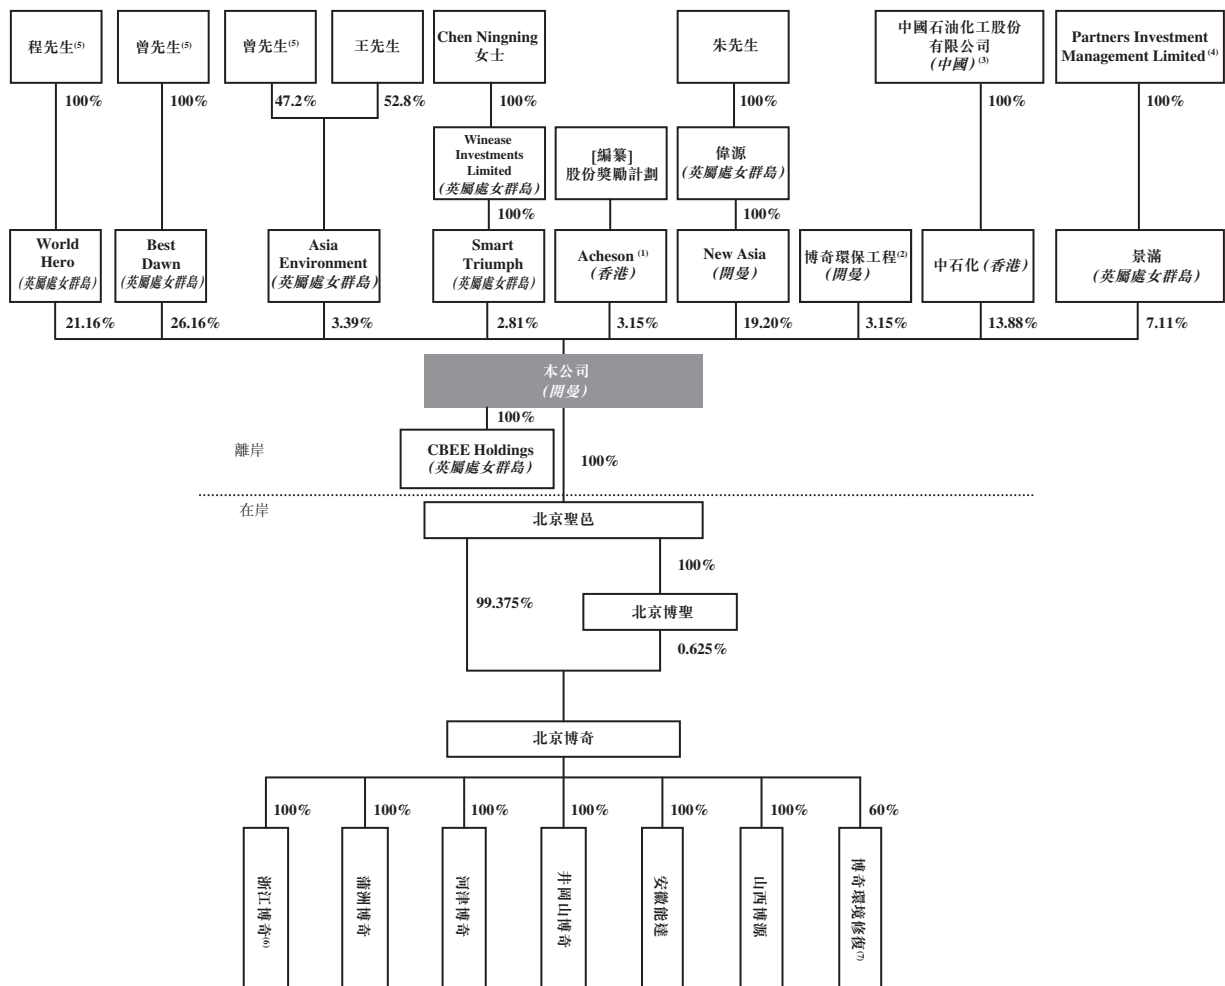 程先生(5)
曾先生(5)
曾先生(5)
王先生
Chen Ningning
女士
朱先生
中國石油化工股份
有限公司
(中國)(3)
Partners Investment
Management Limited(4)
100%
100%
47.2%
52.8%
100%
100%
100%
100%
Winease
Investments
Limited
(英屬處女群島)
[編纂]
股份獎勵計劃
偉源
(英屬處女群島)
100%
100%
World
Hero
(英屬處女群島)
Best
Dawn
(英屬處女群島)
Asia
Environment
(英屬處女群島)
Smart
Triumph
(英屬處女群島)
Acheson (1)
(香港)
New Asia
(開曼)
博奇環保工程(2)
(開曼)
中石化(香港)
景滿
(英屬處女群島)
21.16%
26.16%
3.39%
2.81%
3.15%
19.20%
3.15%
13.88%
7.11%
本公司
(開曼)
100%
CBEE Holdings
(英屬處女群島)
離岸
100%
在岸
北京聖邑
100%
99.375%
北京博聖
0.625%
北京博奇
100%
100%
100%
100%
100%
100%
60%
浙江博奇(6)
蒲洲博奇
河津博奇
井岡山博奇
安徽能達
山西博源
博奇環境修復(7)